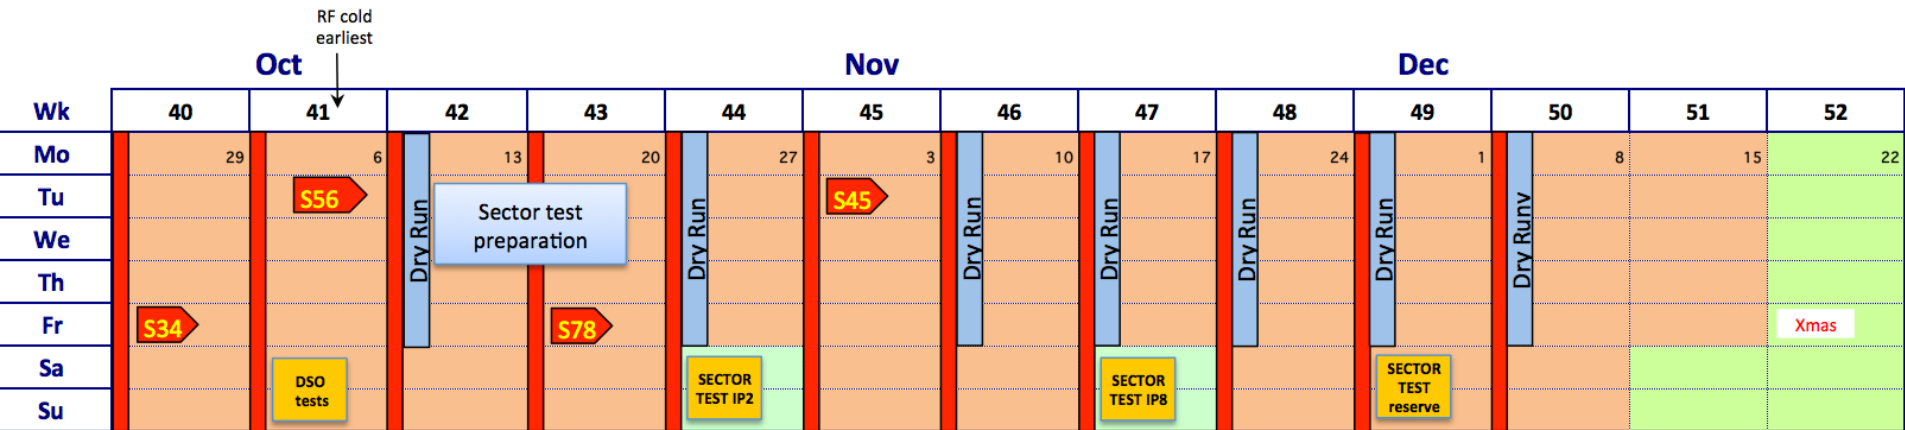 RF cold
earliest
Oct Nov Dec
Wk 40 41 42 43 44 45 46 47 48 49 50 51 52
Mo 29 6 13 20 27 3 10 17 24 1 8 15 22
Tu S56 S45
We
Th
Fr S34 S78 Xmas
Sa
Su
Dry Run
Sector test
preparation
Dry Run
Dry Run
Dry Run
Dry Run
Dry Run
Dry Runv
DSO
tests
SECTOR
TEST IP2
SECTOR
TEST IP8
SECTOR
TEST
reserve